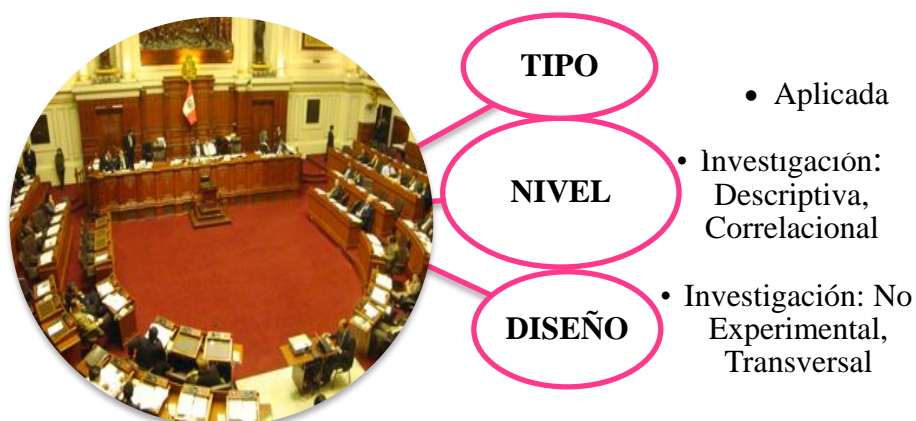 TIPO
• Aplicada
NIVEL
• Investigación:
Descriptiva,
Correlacional
DISEÑO
• Investigación: No
Experimental,
Transversal